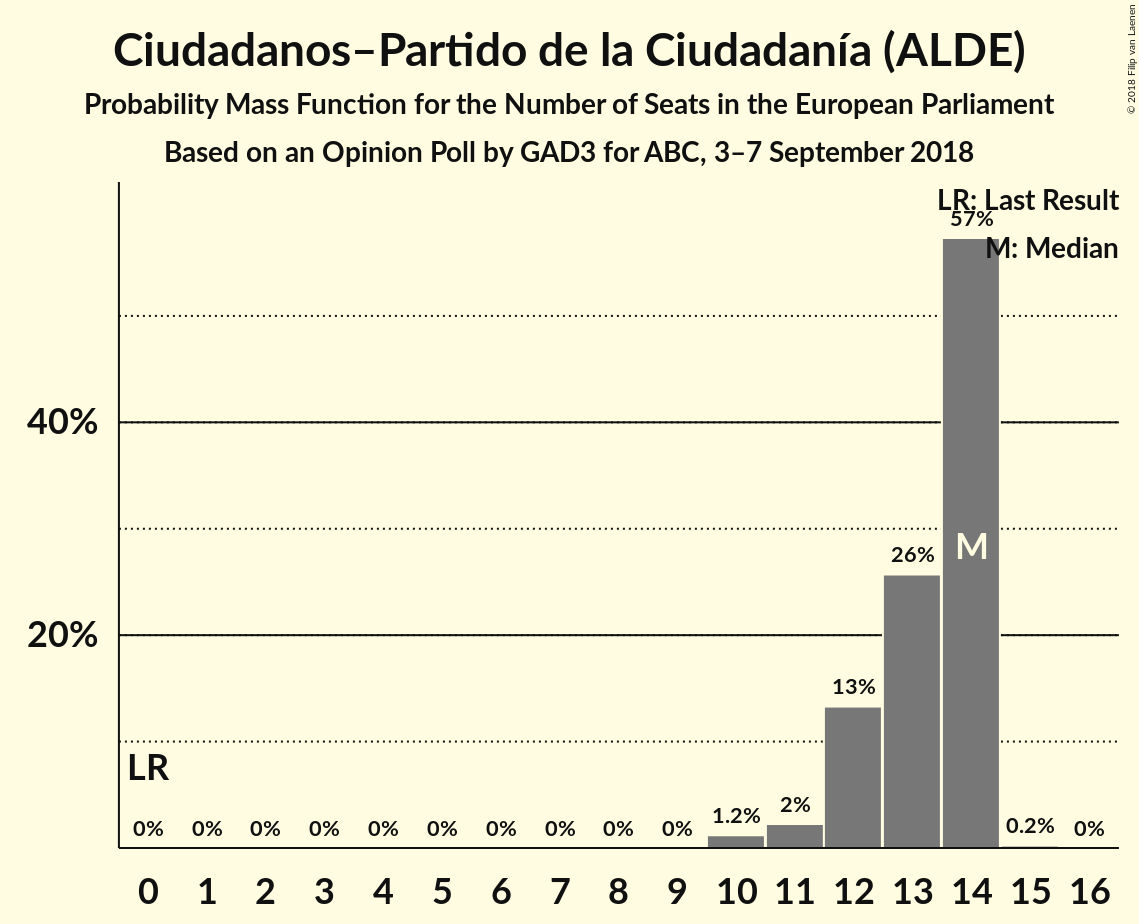 Ciudadanos–Partido de la Ciudadanía (ALDE)
Probability Mass Function for the Number of Seats in the European Parliament
Based on an Opinion Poll by GAD3 for ABC, 3–7 September 2018
© 2018 Filip van Laenen
LR: Last Result
57%
M: Median
40%
M
26%
20%
13%
LR
0% 0% 0% 0% 0% 0% 0% 0% 0% 0% 1.2% 2% 0.2% 0%
0 1 2 3 4 5 6 7 8 9 10 11 12 13 14 15 16